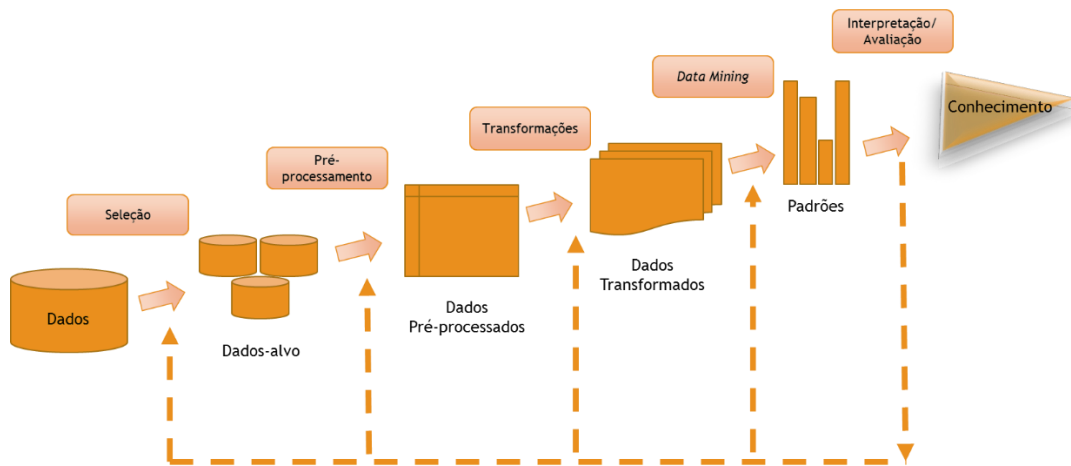 Interpretação/
Avaliação
Data Mining
Conhecimento
Transformações
Pré-
processamento
Padrões
Seleção
Dados
Transformados
Dados
Pré-processados
Dados
Dados-alvo